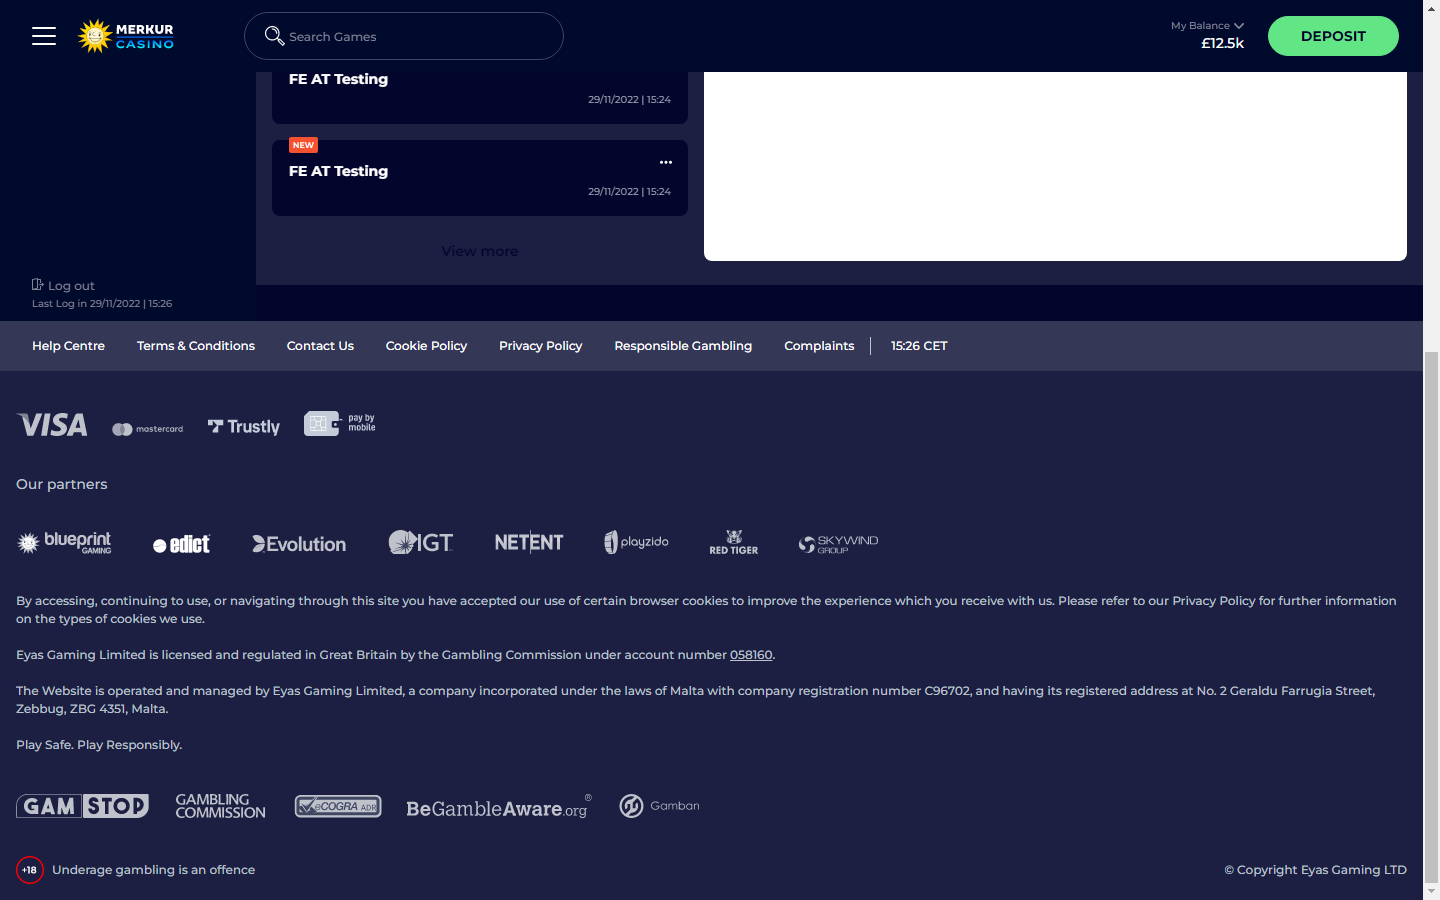 MERKUR
CASINO
Search Games
My Balance
£12.5k
DEPOSIT
FE AT Testing
29/11/2022 | 15:24
NEW
FE AT Testing
29/11/2022 | 15:24
View more
Log out
Last Log in 29/11/2022 | 15:26
Help Centre Terms & Conditions Contact Us Cookie Policy Privacy Policy Responsible Gambling Complaints 15:26 CET
VISA mastercard Trustly pay by mobile
Our partners
blueprint GAMING edict Evolution IGT NETENT playzido RED TIGER SKYWIND GROUP
By accessing, continuing to use, or navigating through this site you have accepted our use of certain browser cookies to improve the experience which you receive with us. Please refer to our Privacy Policy for further information
on the types of cookies we use.
Eyas Gaming Limited is licensed and regulated in Great Britain by the Gambling Commission under account number 058160.
The Website is operated and managed by Eyas Gaming Limited, a company incorporated under the laws of Malta with company registration number C96702, and having its registered address at No. 2 Geraldu Farrugia Street,
Zebbug, ZBG 4351, Malta.
Play Safe. Play Responsibly.
GAMSTOP GAMBLING COMMISSION eCOGRA ADR BeGambleAware.org® Gamban
+18 Underage gambling is an offence
© Copyright Eyas Gaming LTD